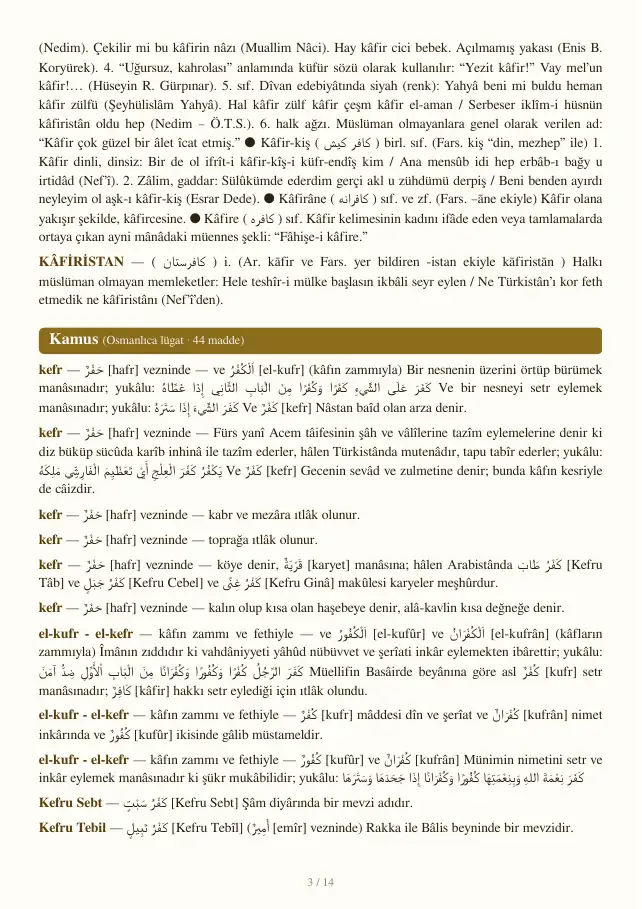 (Nedim). Çekilir mi bu kâfirin nâzı (Muallim Nâci). Hay kâfir cici bebek. Açılmamış yakası (Enis B.
Koryürek). 4. “Uğursuz, kahrolası” anlamında küfür sözü olarak kullanılır: “Yezit kâfir!” Vay mel’un
kâfir!… (Hüseyin R. Gürpınar). 5. sıf. Dîvan edebiyâtında siyah (renk): Yahyâ beni mi buldu heman
kâfir zülfü (Şeyhülislâm Yahyâ). Hal kâfir zülf kâfir çeşm kâfir el-aman / Serbeser iklîm-i hüsnün
kâfiristân oldu hep (Nedim – Ö.T.S.). 6. halk ağzı. Müslüman olmayanlara genel olarak verilen ad:
“Kâfir çok güzel bir âlet îcat etmiş.” ● Kâfir-kiş ( كافر كيش ) birl. sıf. (Fars. kiş “din, mezhep” ile) 1.
Kâfir dinli, dinsiz: Bir de ol ifrît-i kâfir-kîş-i küfr-endîş kim / Ana mensûb idi hep erbâb-ı bağy u
irtidâd (Nef’î). 2. Zâlim, gaddar: Sülûkümde ederdim gerçi akl u zühdümü derpiş / Beni benden ayırdı
neyleyim ol aşk-ı kâfir-kiş (Esrar Dede). ● Kâfirâne ( كافرانه ) sıf. ve zf. (Fars. –āne ekiyle) Kâfir olana
yakışır şekilde, kâfircesine. ● Kâfire ( كافره ) sıf. Kâfir kelimesinin kadını ifâde eden veya tamlamalarda
ortaya çıkan ayni mânâdaki müennes şekli: “Fâhişe-i kâfire.”
KÂFİRİSTAN — ( كافرستان ) i. (Ar. kāfir ve Fars. yer bildiren -istan ekiyle kāfiristān ) Halkı
müslüman olmayan memleketler: Hele teshîr-i mülke başlasın ikbâli seyr eylen / Ne Türkistân’ı kor feth
etmedik ne kâfiristânı (Nef’î’den).
Kamus (Osmanlıca lügat · 44 madde)
kefr — حَفَرٌ [hafr] vezninde — ve اَلْكُفْرُ [el-kufr] (kâfın zammıyla) Bir nesnenin üzerini örtüp bürümek
manâsınadır; yukâlu: كَفَرَ عَلَى الشَّيْءِ كَفْرًا وَكُفْرًا مِنَ الْبَابِ الثَّانِي إِذَا غَطَّاهُ Ve bir nesneyi setr eylemek
manâsınadır; yukâlu: كَفَرَ الشَّيْءَ إِذَا سَتَرَهُ Ve كَفْرٌ [kefr] Nâstan baîd olan arza denir.
kefr — حَفَرٌ [hafr] vezninde — Fürs yanî Acem tâifesinin şâh ve vâlîlerine tazîm eylemelerine denir ki
diz büküp sücûda karîb inhinâ ile tazîm ederler, hâlen Türkistânda mutenâdır, tapu tabîr ederler; yukâlu:
يَكْفُرُ كَفَرَ الْعِلْجِ أَيْ تَعْظِيمَ الْفَارِسِيِّ مَلِكَهُ Ve كَفْرٌ [kefr] Gecenin sevâd ve zulmetine denir; bunda kâfın kesriyle
de câizdir.
kefr — حَفَرٌ [hafr] vezninde — kabr ve mezâra ıtlâk olunur.
kefr — حَفَرٌ [hafr] vezninde — toprağa ıtlâk olunur.
kefr — حَفَرٌ [hafr] vezninde — köye denir, قَرْيَةٌ [karyet] manâsına; hâlen Arabistânda كَفْرُ طَابَ [Kefru
Tâb] ve كَفْرُ جَبَلٍ [Kefru Cebel] ve كَفْرُ غِنًى [Kefru Ginâ] makûlesi karyeler meşhûrdur.
kefr — حَفَرٌ [hafr] vezninde — kalın olup kısa olan haşebeye denir, alâ-kavlin kısa değneğe denir.
el-kufr - el-kefr — kâfın zammı ve fethiyle — ve اَلْكُفُورُ [el-kufûr] ve اَلْكُفْرَانُ [el-kufrân] (kâfların
zammıyla) Îmânın zıddıdır ki vahdâniyyeti yâhûd nübüvvet ve şerîati inkâr eylemekten ibârettir; yukâlu:
كَفَرَ الرَّجُلُ كُفْرًا وَكُفُورًا وَكُفْرَانًا مِنَ الْبَابِ الْأَوَّلِ ضِدُّ آمَنَ Müellifin Basâirde beyânına göre asl كُفْرٌ [kufr] setr
manâsınadır; كَافِرٌ [kâfir] hakkı setr eylediği için ıtlâk olundu.
el-kufr - el-kefr — kâfın zammı ve fethiyle — كُفْرٌ [kufr] mâddesi dîn ve şerîat ve كُفْرَانٌ [kufrân] nimet
inkârında ve كُفُورٌ [kufûr] ikisinde gâlib müstameldir.
el-kufr - el-kefr — kâfın zammı ve fethiyle — كُفُورٌ [kufûr] ve كُفْرَانٌ [kufrân] Münimin nimetini setr ve
inkâr eylemek manâsınadır ki şükr mukâbilidir; yukâlu: كَفَرَ نِعْمَةَ اللهِ وَبِنِعْمَتِهَا كُفُورًا وَكُفْرَانًا إِذَا جَحَدَهَا وَسَتَرَهَا
Kefru Sebt — كَفْرُ سَبْتٍ [Kefru Sebt] Şâm diyârında bir mevzi adıdır.
Kefru Tebil — كَفْرُ تَبِيلٍ [Kefru Tebîl] (أَمِيرٌ [emîr] vezninde) Rakka ile Bâlis beyninde bir mevzidir.
3 / 14